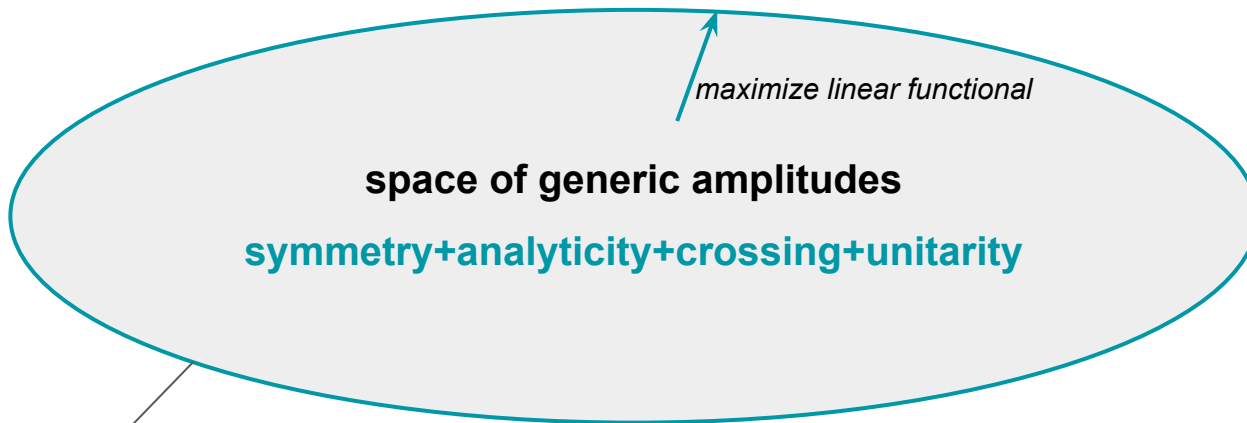 maximize linear functional
space of generic amplitudes
symmetry+analyticity+crossing+unitarity